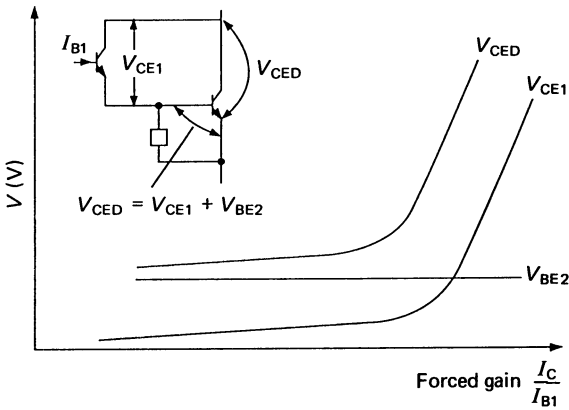 I_B1
V_CE1
V_CED
V_CED = V_CE1 + V_BE2
V_CED
V_CE1
V_BE2
V (V)
Forced gain I_C/I_B1